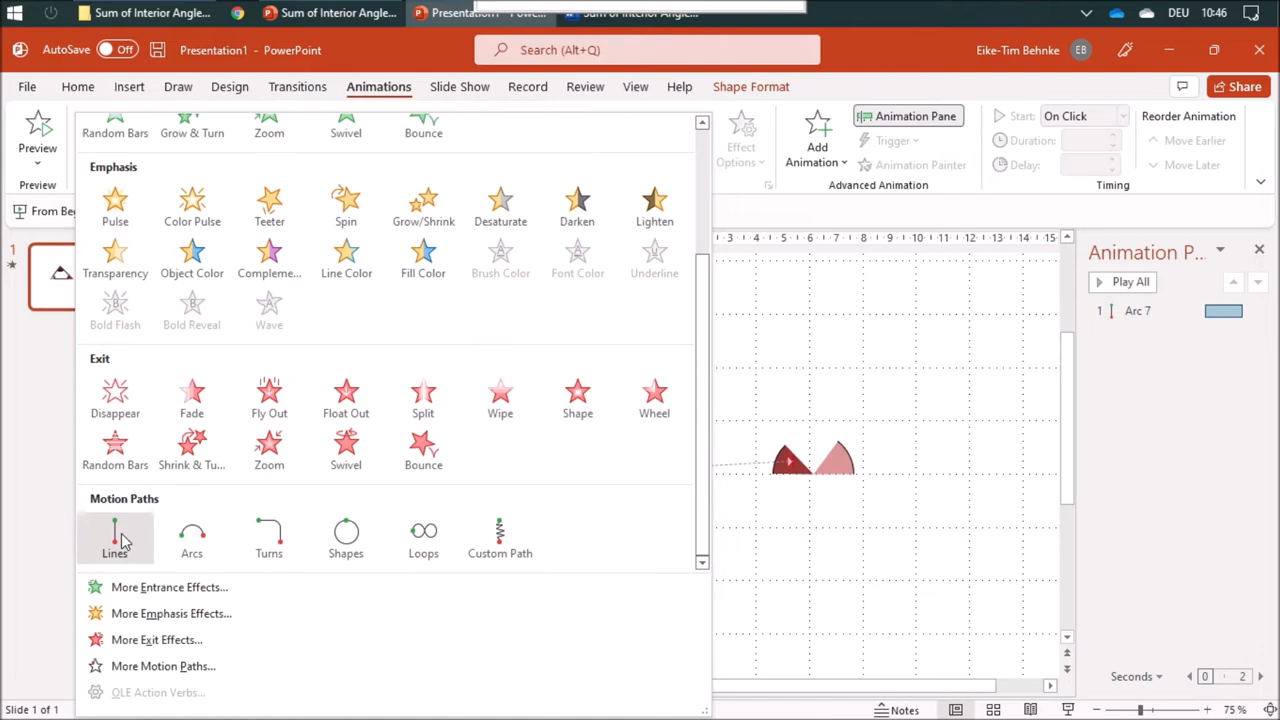 Sum of Interior Angle...
Sum of Interior Angle...
Presentation1 - Powe...
Sum of Interior Angle...
DEU
10:46
AutoSave
Off
Presentation1 - PowerPoint
Search (Alt+Q)
Eike-Tim Behnke
EB
File
Home
Insert
Draw
Design
Transitions
Animations
Slide Show
Record
Review
View
Help
Shape Format
Share
Preview
Preview
From Be
Random Bars
Grow & Turn
Zoom
Swivel
Bounce
Effect
Options
Add
Animation
Animation Pane
Trigger
Animation Painter
Advanced Animation
Start:
On Click
Duration:
Delay:
Timing
Reorder Animation
Move Earlier
Move Later
Emphasis
Pulse
Color Pulse
Teeter
Spin
Grow/Shrink
Desaturate
Darken
Lighten
Transparency
Object Color
Compleme...
Line Color
Fill Color
Brush Color
Font Color
Underline
Bold Flash
Bold Reveal
Wave
Exit
Disappear
Fade
Fly Out
Float Out
Split
Wipe
Shape
Wheel
Random Bars
Shrink & Tu...
Zoom
Swivel
Bounce
Motion Paths
Lines
Arcs
Turns
Shapes
Loops
Custom Path
More Entrance Effects...
More Emphasis Effects...
More Exit Effects...
More Motion Paths...
OLE Action Verbs...
1
3 4 5 6 7 8 9 10 11 12 13 14 15
Animation P...
Play All
1 Arc 7
Seconds
0 2
Slide 1 of 1
Notes
75 %